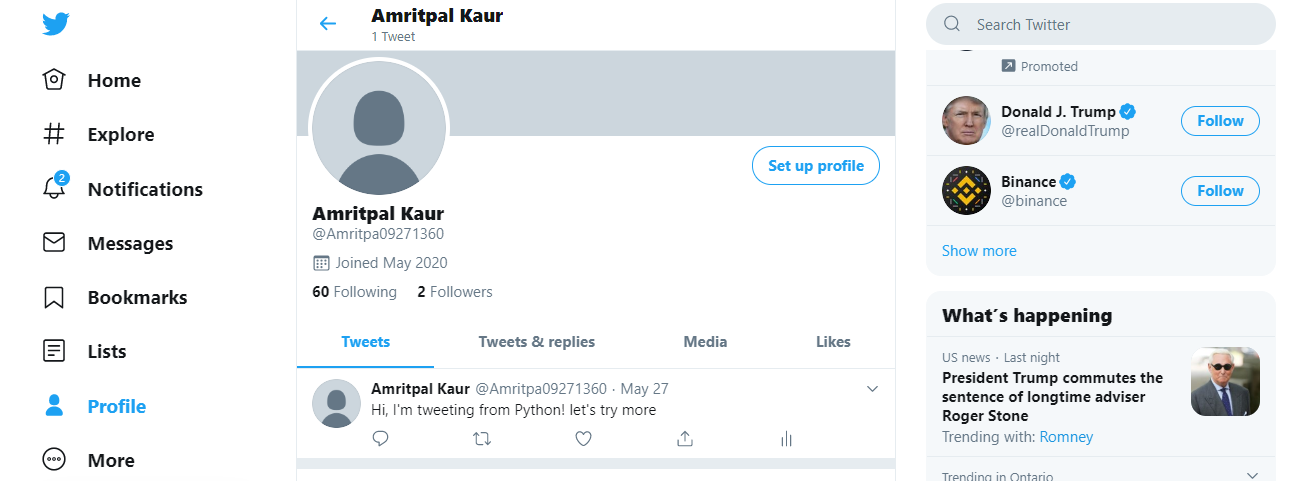 Home
Explore
2
Notifications
Messages
Bookmarks
Lists
Profile
More
Amritpal Kaur
1 Tweet
Set up profile
Amritpal Kaur
@Amritpa09271360
Joined May 2020
60 Following 2 Followers
Tweets Tweets & replies Media Likes
Amritpal Kaur @Amritpa09271360 · May 27
Hi, I'm tweeting from Python! let's try more
Search Twitter
Promoted
Donald J. Trump
@realDonaldTrump
Follow
Binance
@binance
Follow
Show more
What´s happening
US news · Last night
President Trump commutes the
sentence of longtime adviser
Roger Stone
Trending with: Romney
Trending in Ontario